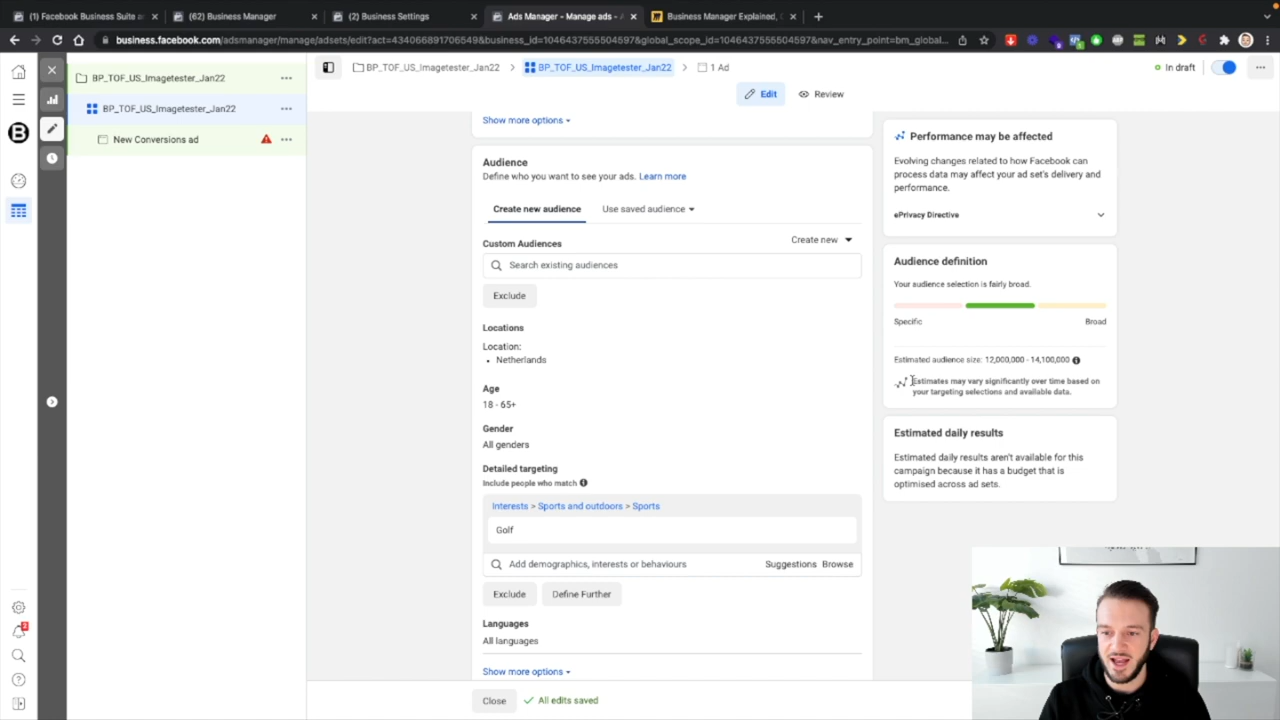 (1) Facebook Business Suite a
(62) Business Manager
(2) Business Settings
Ads Manager - Manage ads - A
Business Manager Explained, C
business.facebook.com/adsmanager/manage/adsets/edit?act=434066891706549&business_id=10464375555504597&global_scope_id=10464375555504597&nav_entry_point=bm_global...
BP_TOF_US_Imagetester_Jan22
BP_TOF_US_Imagetester_Jan22
New Conversions ad
BP_TOF_US_Imagetester_Jan22
BP_TOF_US_Imagetester_Jan22
1 Ad
In draft
Edit
Review
Show more options
Audience
Define who you want to see your ads. Learn more
Create new audience
Use saved audience
Custom Audiences
Create new
Search existing audiences
Exclude
Locations
Location:
• Netherlands
Age
18 - 65+
Gender
All genders
Detailed targeting
Include people who match
Interests > Sports and outdoors > Sports
Golf
Add demographics, interests or behaviours
Suggestions
Browse
Exclude
Define Further
Languages
All languages
Show more options
Close
All edits saved
Performance may be affected
Evolving changes related to how Facebook can
process data may affect your ad set's delivery and
performance.
ePrivacy Directive
Audience definition
Your audience selection is fairly broad.
Specific
Broad
Estimated audience size: 12,000,000 - 14,100,000
Estimates may vary significantly over time based on
your targeting selections and available data.
Estimated daily results
Estimated daily results aren't available for this
campaign because it has a budget that is
optimised across ad sets.